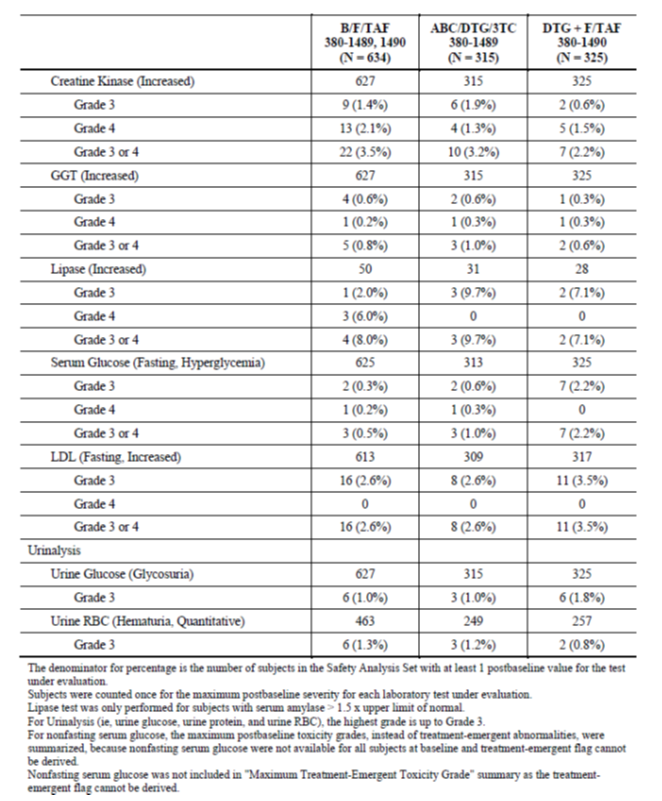 B/F/TAF ABC/DTG/3TC DTG + F/TAF
380-1489, 1490 380-1489 380-1490
(N = 634) (N = 315) (N = 325)
Creatine Kinase (Increased) 627 315 325
Grade 3 9 (1.4%) 6 (1.9%) 2 (0.6%)
Grade 4 13 (2.1%) 4 (1.3%) 5 (1.5%)
Grade 3 or 4 22 (3.5%) 10 (3.2%) 7 (2.2%)
GGT (Increased) 627 315 325
Grade 3 4 (0.6%) 2 (0.6%) 1 (0.3%)
Grade 4 1 (0.2%) 1 (0.3%) 1 (0.3%)
Grade 3 or 4 5 (0.8%) 3 (1.0%) 2 (0.6%)
Lipase (Increased) 50 31 28
Grade 3 1 (2.0%) 3 (9.7%) 2 (7.1%)
Grade 4 3 (6.0%) 0 0
Grade 3 or 4 4 (8.0%) 3 (9.7%) 2 (7.1%)
Serum Glucose (Fasting, Hyperglycemia) 625 313 325
Grade 3 2 (0.3%) 2 (0.6%) 7 (2.2%)
Grade 4 1 (0.2%) 1 (0.3%) 0
Grade 3 or 4 3 (0.5%) 3 (1.0%) 7 (2.2%)
LDL (Fasting, Increased) 613 309 317
Grade 3 16 (2.6%) 8 (2.6%) 11 (3.5%)
Grade 4 0 0 0
Grade 3 or 4 16 (2.6%) 8 (2.6%) 11 (3.5%)
Urinalysis
Urine Glucose (Glycosuria) 627 315 325
Grade 3 6 (1.0%) 3 (1.0%) 6 (1.8%)
Urine RBC (Hematuria, Quantitative) 463 249 257
Grade 3 6 (1.3%) 3 (1.2%) 2 (0.8%)
The denominator for percentage is the number of subjects in the Safety Analysis Set with at least 1 postbaseline value for the test
under evaluation.
Subjects were counted once for the maximum postbaseline severity for each laboratory test under evaluation.
Lipase test was only performed for subjects with serum amylase > 1.5 x upper limit of normal.
For Urinalysis (ie, urine glucose, urine protein, and urine RBC), the highest grade is up to Grade 3.
For nonfasting serum glucose, the maximum postbaseline toxicity grades, instead of treatment-emergent abnormalities, were
summarized, because nonfasting serum glucose were not available for all subjects at baseline and treatment-emergent flag cannot
be derived.
Nonfasting serum glucose was not included in "Maximum Treatment-Emergent Toxicity Grade" summary as the treatment-
emergent flag cannot be derived.